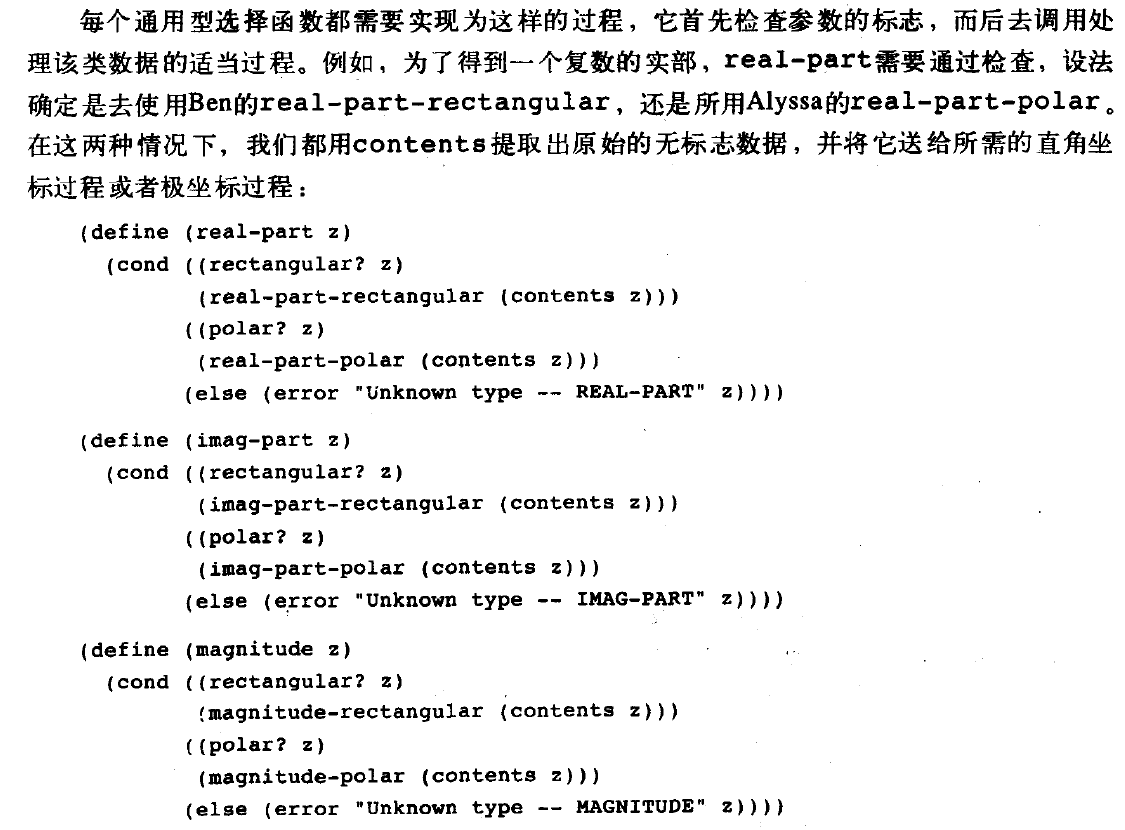 每个通用型选择函数都需要实现为这样的过程，它首先检查参数的标志，而后去调用处
理该类数据的适当过程。例如，为了得到一个复数的实部，real-part需要通过检查，设法
确定是去使用Ben的real-part-rectangular，还是所用Alyssa的real-part-polar。
在这两种情况下，我们都用contents提取出原始的无标志数据，并将它送给所需的直角坐
标过程或者极坐标过程：
(define (real-part z)
  (cond ((rectangular? z)
         (real-part-rectangular (contents z)))
        ((polar? z)
         (real-part-polar (contents z)))
        (else (error "Unknown type -- REAL-PART" z))))
(define (imag-part z)
  (cond ((rectangular? z)
         (imag-part-rectangular (contents z)))
        ((polar? z)
         (imag-part-polar (contents z)))
        (else (error "Unknown type -- IMAG-PART" z))))
(define (magnitude z)
  (cond ((rectangular? z)
         (magnitude-rectangular (contents z)))
        ((polar? z)
         (magnitude-polar (contents z)))
        (else (error "Unknown type -- MAGNITUDE" z))))